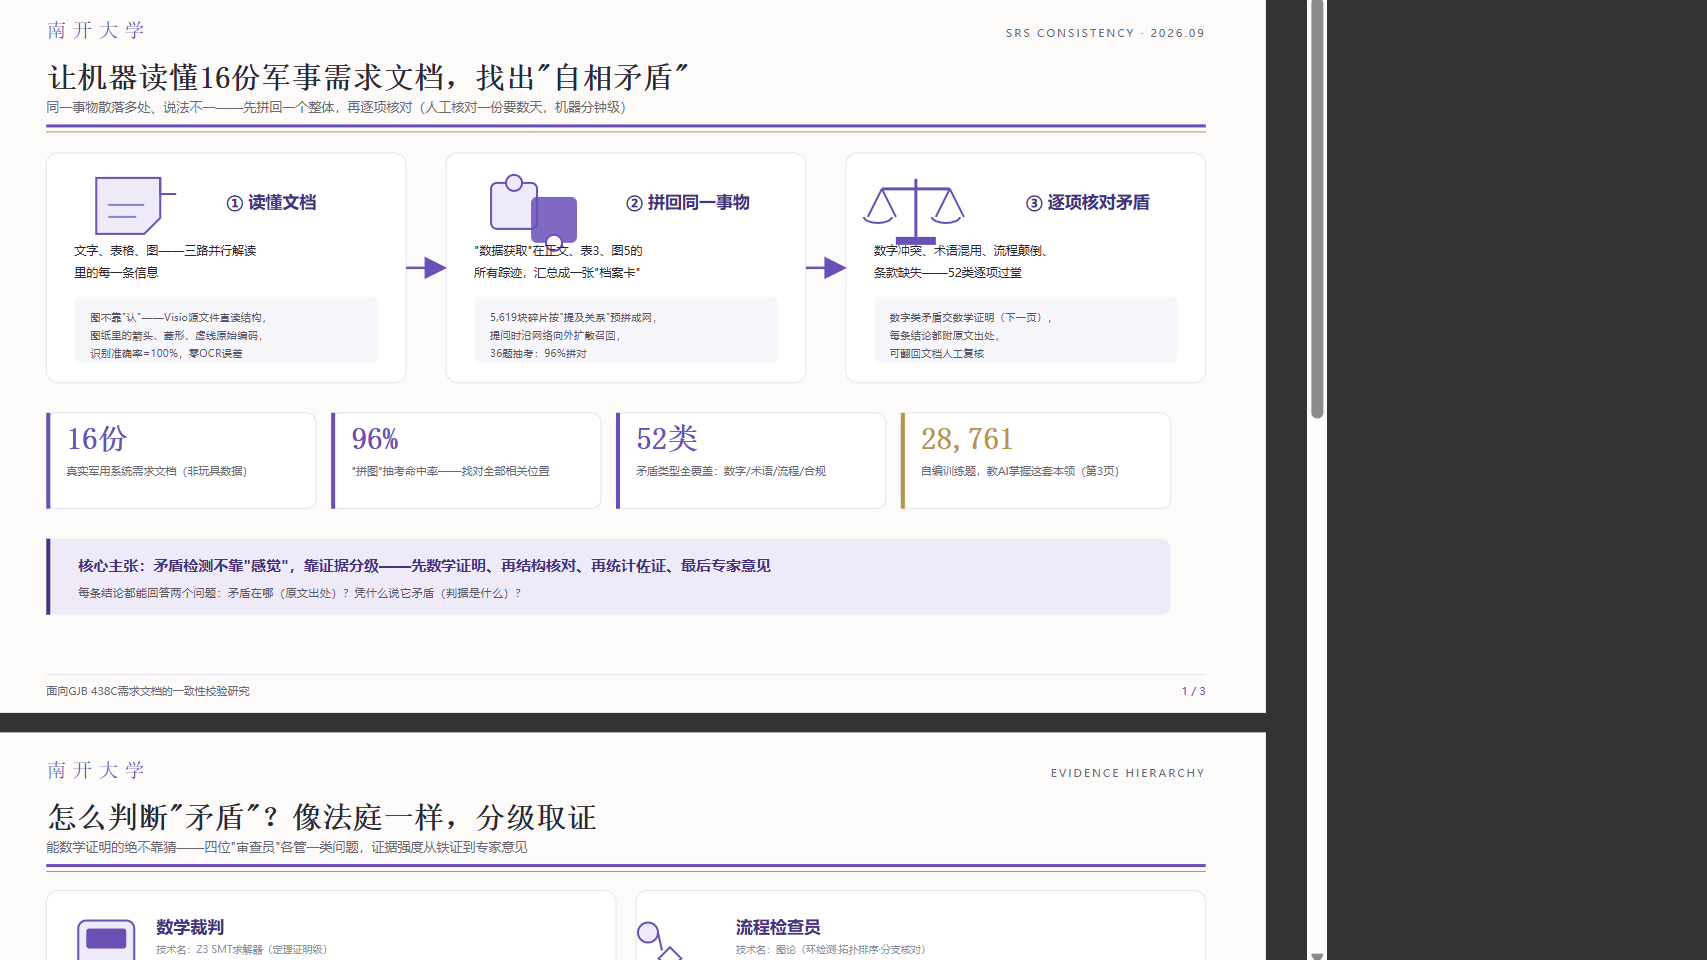 南开大学
SRS CONSISTENCY · 2026.09
让机器读懂16份军事需求文档，找出"自相矛盾"
同一事物散落多处、说法不一——先拼回一个整体，再逐项核对（人工核对一份要数天，机器分钟级）
① 读懂文档
文字、表格、图——三路并行解读
里的每一条信息
图不靠"认"——Visio源文件直读结构，
图纸里的箭头、菱形、虚线原始编码，
识别准确率=100%，零OCR误差
② 拼回同一事物
"数据获取"在正文、表3、图5的
所有踪迹，汇总成一张"档案卡"
5,619块碎片按"提及关系"预拼成网，
提问时沿网络向外扩散召回，
36题抽考：96%拼对
③ 逐项核对矛盾
数字冲突、术语混用、流程颠倒、
条款缺失——52类逐项过堂
数字类矛盾交数学证明（下一页），
每条结论都附原文出处，
可翻回文档人工复核
16份
真实军用系统需求文档（非玩具数据）
96%
"拼图"抽考命中率——找对全部相关位置
52类
矛盾类型全覆盖：数字/术语/流程/合规
28,761
自编训练题，教AI掌握这套本领（第3页）
核心主张：矛盾检测不靠"感觉"，靠证据分级——先数学证明、再结构核对、再统计佐证、最后专家意见
每条结论都能回答两个问题：矛盾在哪（原文出处）？凭什么说它矛盾（判据是什么）？
面向GJB 438C需求文档的一致性校验研究
1 / 3
南开大学
EVIDENCE HIERARCHY
怎么判断"矛盾"？像法庭一样，分级取证
能数学证明的绝不靠猜——四位"审查员"各管一类问题，证据强度从铁证到专家意见
数学裁判
技术名：Z3 SMT求解器（定理证明级）
流程检查员
技术名：图论（环检测·拓扑排序·分支核对）